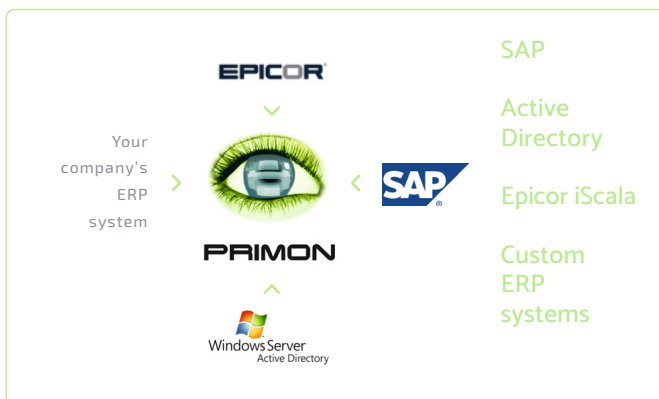 EPICOR
Your
company's
ERP
system
SAP
®
PRIMON
Windows Server
Active Directory
SAP
Active
Directory
Epicor iScala
Custom
ERP
systems